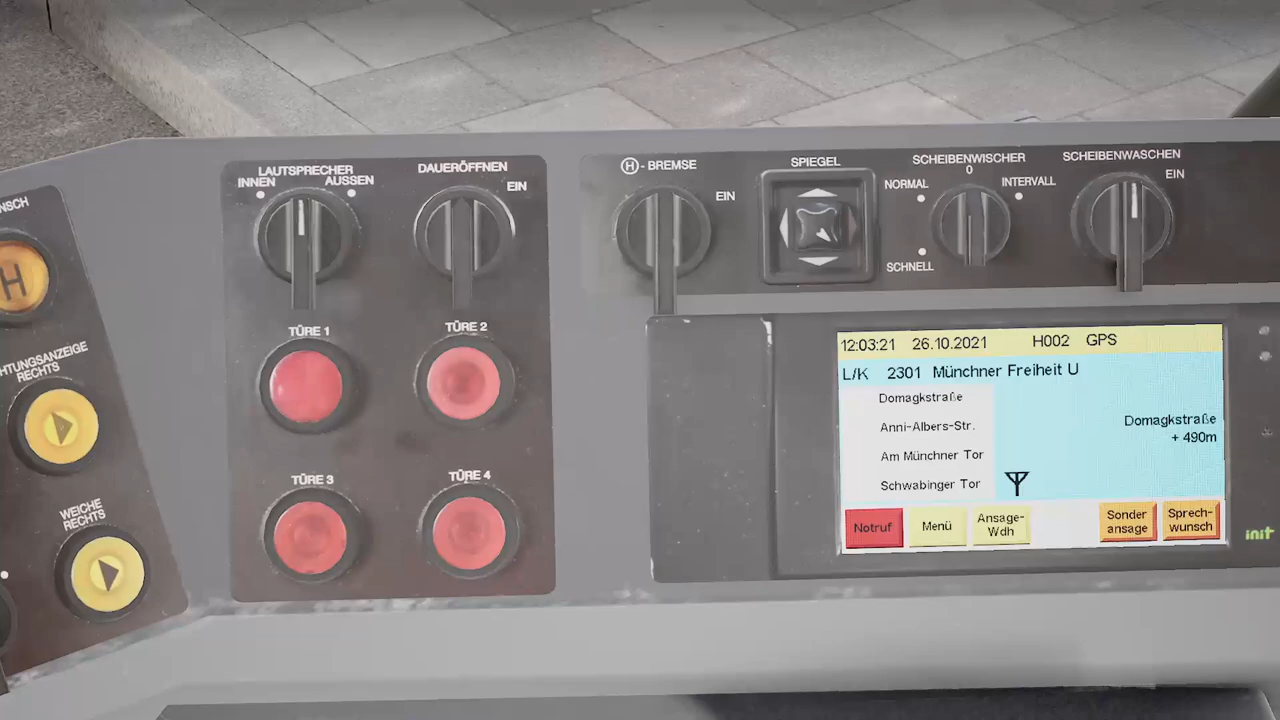 NSCH
H
HTUNGSANZEIGE
RECHTS
WEICHE
RECHTS
LAUTSPRECHER
INNEN
AUSSEN
DAUERÖFFNEN
EIN
TÜRE 1
TÜRE 2
TÜRE 3
TÜRE 4
H - BREMSE
EIN
SPIEGEL
SCHEIBENWISCHER
0
NORMAL
INTERVALL
SCHNELL
SCHEIBENWASCHEN
EIN
12:03:21 26.10.2021 H002 GPS
L/K 2301 Münchner Freiheit U
Domagkstraße
Anni-Albers-Str.
Am Münchner Tor
Schwabinger Tor
Domagkstraße
+ 490m
Notruf
Menü
Ansage-
Wdh
Sonder
ansage
Sprech-
wunsch
init